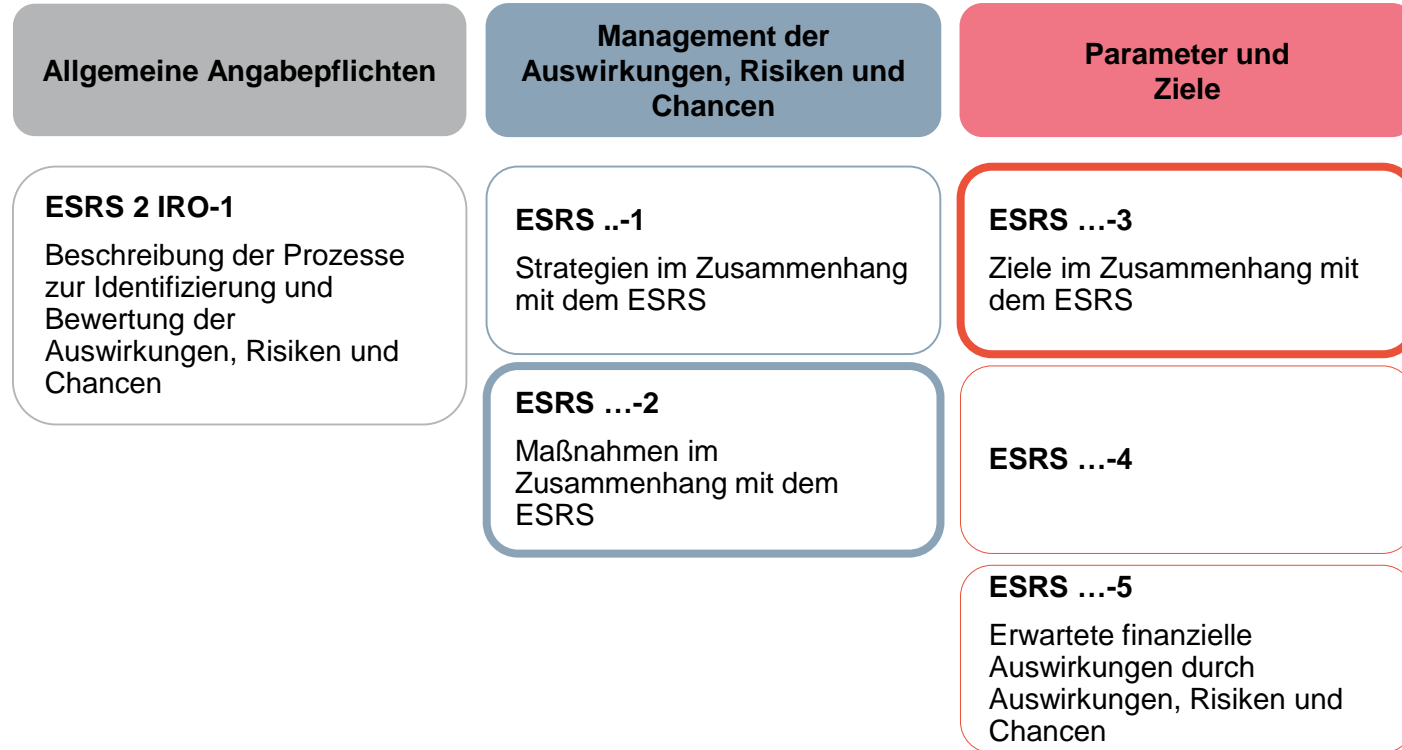 Allgemeine Angabepflichten
Management der
Auswirkungen, Risiken und
Chancen
Parameter und
Ziele
ESRS 2 IRO-1
Beschreibung der Prozesse
zur Identifizierung und
Bewertung der
Auswirkungen, Risiken und
Chancen
ESRS ..-1
Strategien im Zusammenhang
mit dem ESRS
ESRS …-2
Maßnahmen im
Zusammenhang mit dem
ESRS
ESRS …-3
Ziele im Zusammenhang mit
dem ESRS
ESRS …-4
ESRS …-5
Erwartete finanzielle
Auswirkungen durch
Auswirkungen, Risiken und
Chancen